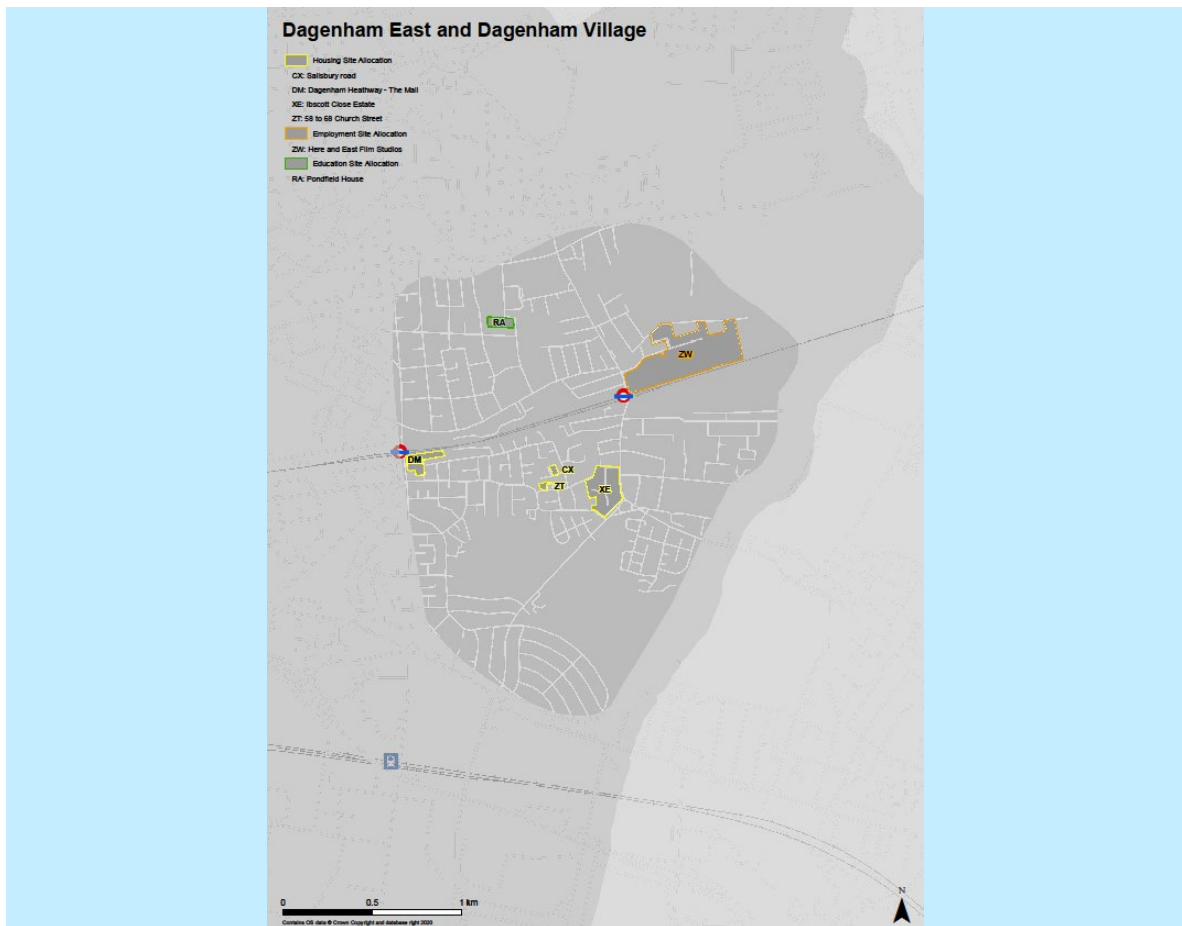 Dagenham East and Dagenham Village
Housing Site Allocation
CX: Salisbury road
DM: Dagenham Heathway - The Mall
XE: Ibscott Close Estate
ZT: 58 to 68 Church Street
Employment Site Allocation
ZW: Here and East Film Studios
Education Site Allocation
RA: Pondfield House
RA
ZW
DM
CX
ZT
XE
N
0 0.5 1 km
Contains OS data © Crown Copyright and database right 2020